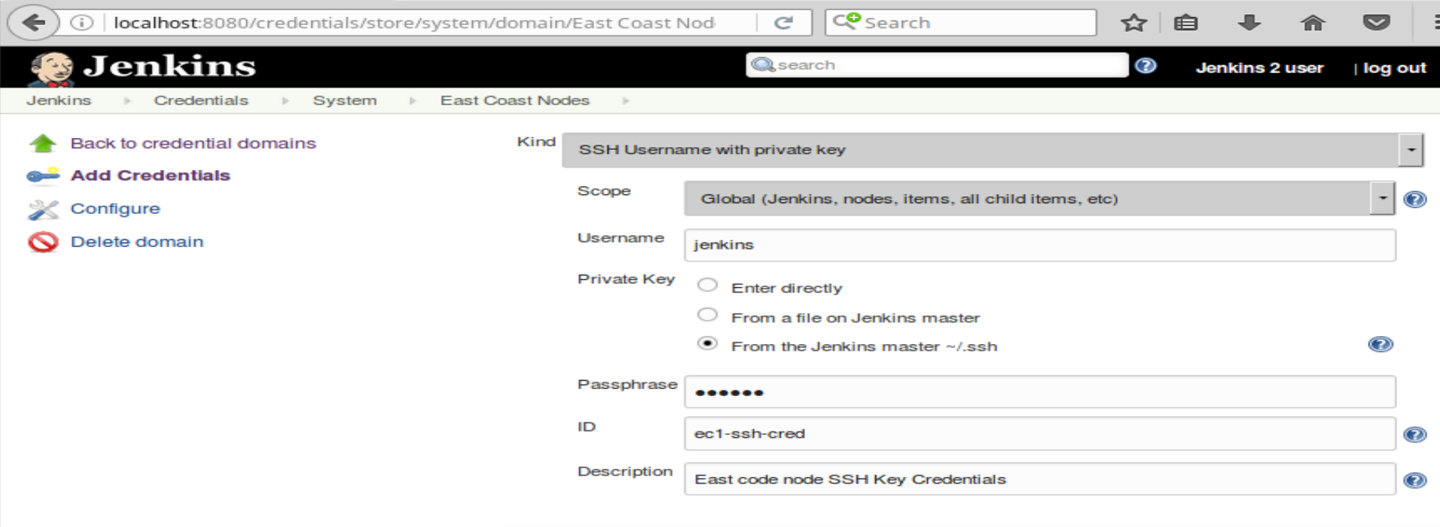 localhost:8080/credentials/store/system/domain/East Coast Nod
Search
Jenkins
search
Jenkins 2 user
| log out
Jenkins
Credentials
System
East Coast Nodes
Back to credential domains
Add Credentials
Configure
Delete domain
Kind
SSH Username with private key
Scope
Global (Jenkins, nodes, items, all child items, etc)
Username
jenkins
Private Key
Enter directly
From a file on Jenkins master
From the Jenkins master ~/.ssh
Passphrase
••••••
ID
ec1-ssh-cred
Description
East code node SSH Key Credentials